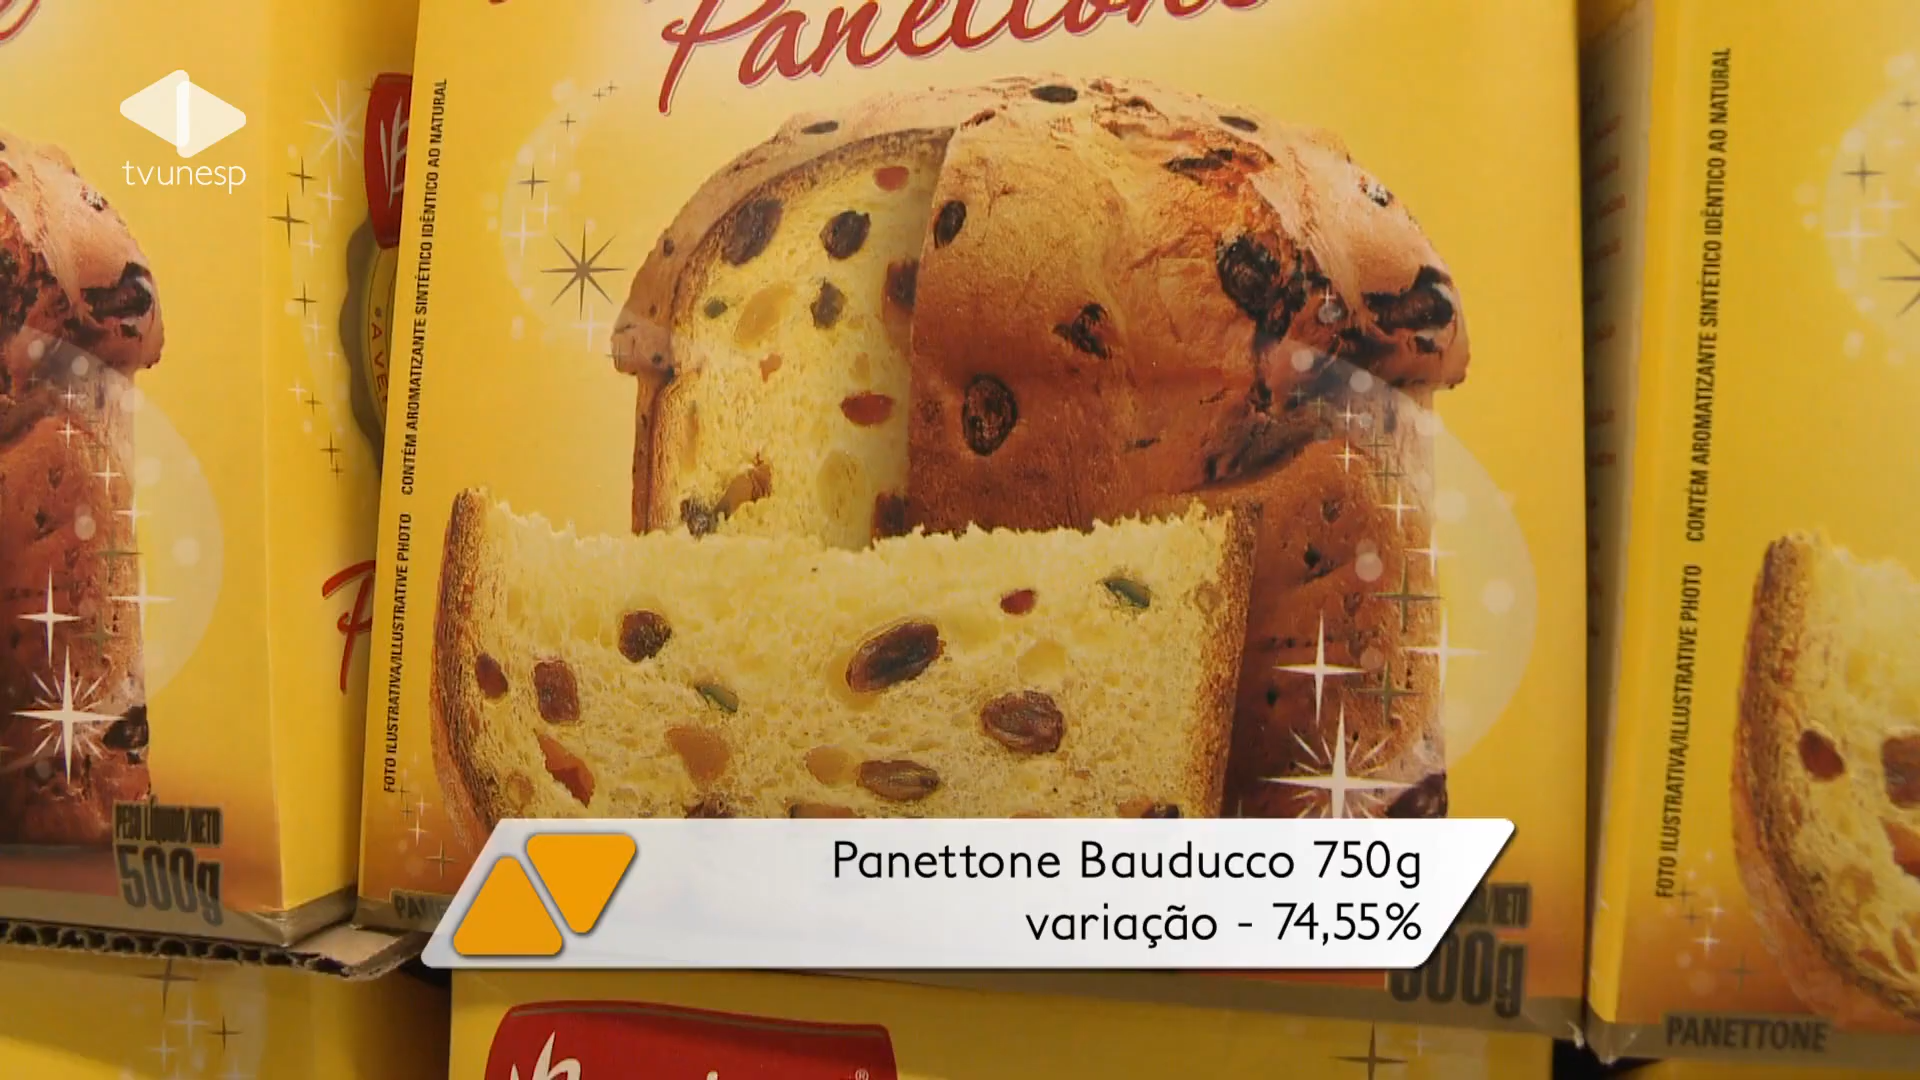 Panettone
tvunesp
FOTO ILUSTRATIVA/ILLUSTRATIVE PHOTO CONTÉM AROMATIZANTE SINTÉTICO IDÊNTICO AO NATURAL
FOTO ILUSTRATIVA/ILLUSTRATIVE PHOTO CONTÉM AROMATIZANTE SINTÉTICO IDÊNTICO AO NATURAL
PESO LÍQUIDO/NETO
500g
Panettone Bauducco 750g
variação - 74,55%
PANETTONE